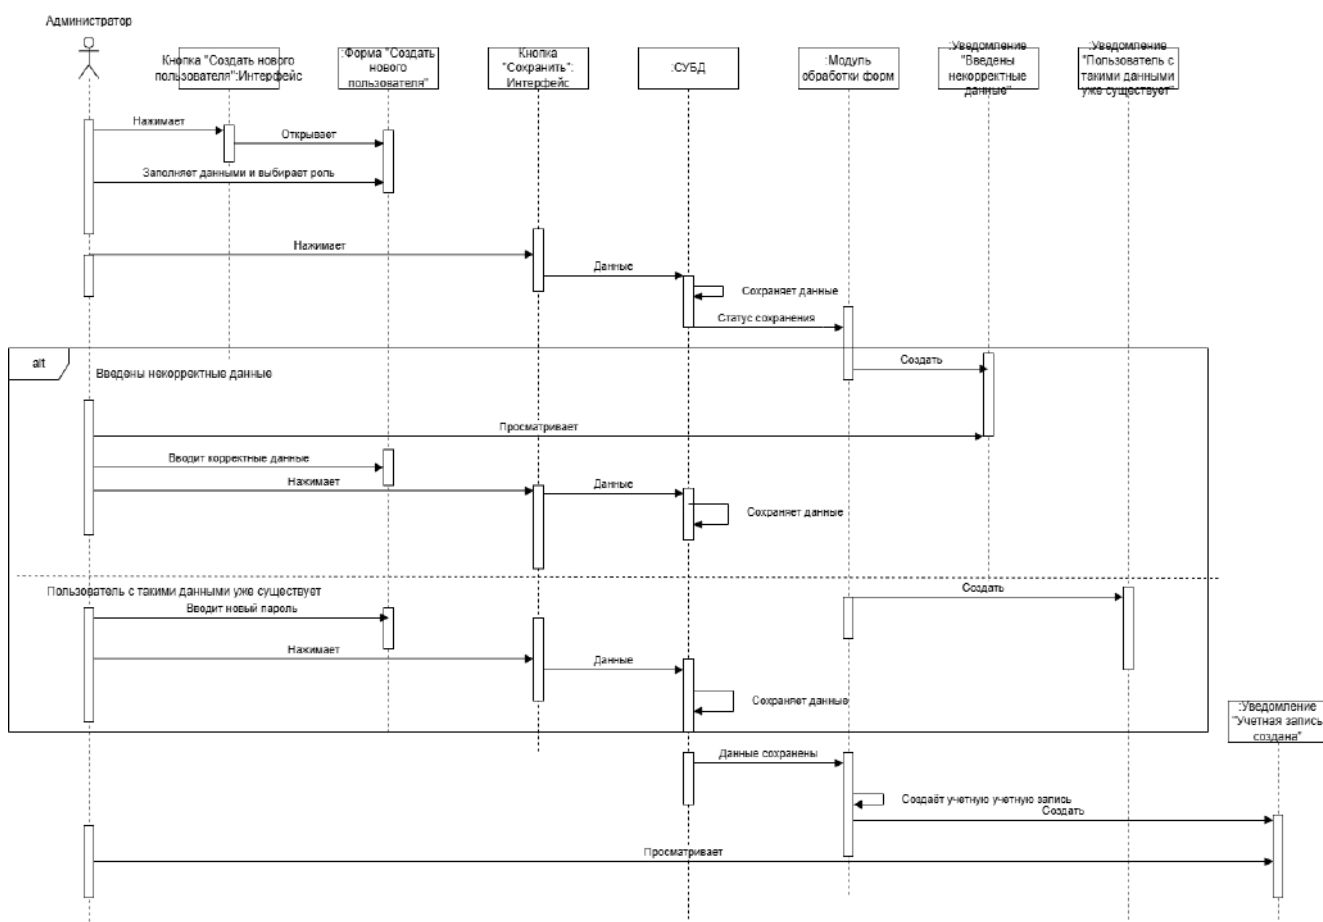 Администратор
Кнопка "Создать нового
пользователя":Интерфейс
:Форма "Создать
нового
пользователя"
Кнопка
"Сохранить":
Интерфейс
:СУБД
:Модуль
обработки форм
:Уведомление
"Введены
некорректные
данные"
:Уведомление
"Пользователь с
такими данными
уже существует"
Нажимает
Открывает
Заполняет данными и выбирает роль
Нажимает
Данные
Сохраняет данные
Статус сохранения
alt
Введены некорректные данные
Создать
Просматривает
Вводит корректные данные
Нажимает
Данные
Сохраняет данные
Пользователь с такими данными уже существует
Создать
Вводит новый пароль
Нажимает
Данные
Сохраняет данные
:Уведомление
"Учетная запись
создана"
Данные сохранены
Создаёт учетную учетную запись
Создать
Просматривает